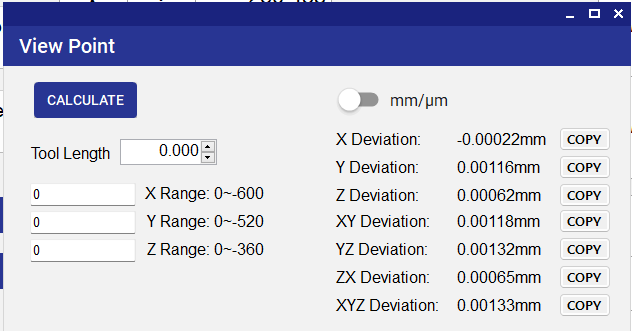 View Point
CALCULATE
mm/μm
Tool Length 0.000
0 X Range: 0~-600
0 Y Range: 0~-520
0 Z Range: 0~-360
X Deviation: -0.00022mm COPY
Y Deviation: 0.00116mm COPY
Z Deviation: 0.00062mm COPY
XY Deviation: 0.00118mm COPY
YZ Deviation: 0.00132mm COPY
ZX Deviation: 0.00065mm COPY
XYZ Deviation: 0.00133mm COPY